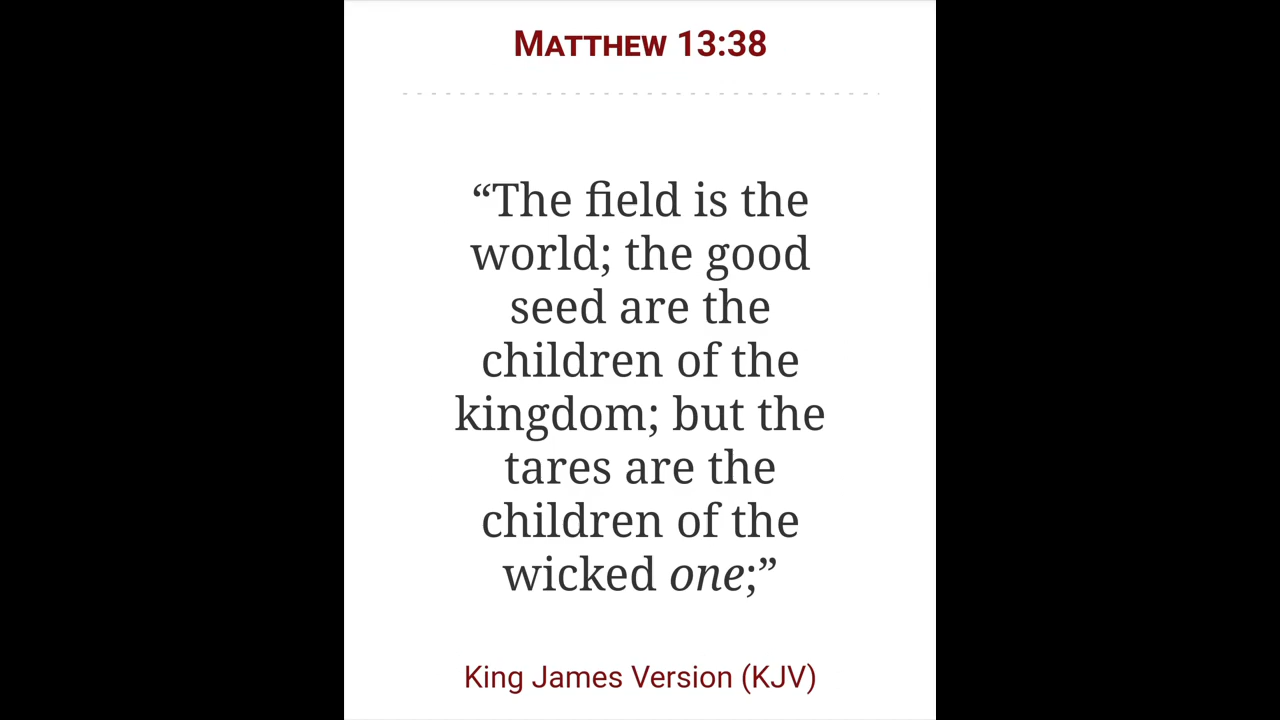 MATTHEW 13:38
“The field is the
world; the good
seed are the
children of the
kingdom; but the
tares are the
children of the
wicked one;”
King James Version (KJV)